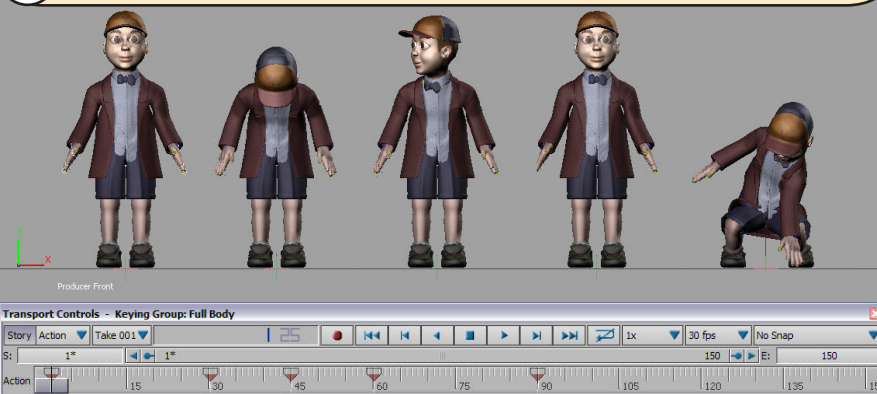 Y
X
Producer Front
Transport Controls - Keying Group: Full Body
Story Action Take 001 1x 30 fps No Snap
S: 1* 1* 150 E: 150
Action 15 30 45 60 75 90 105 120 135